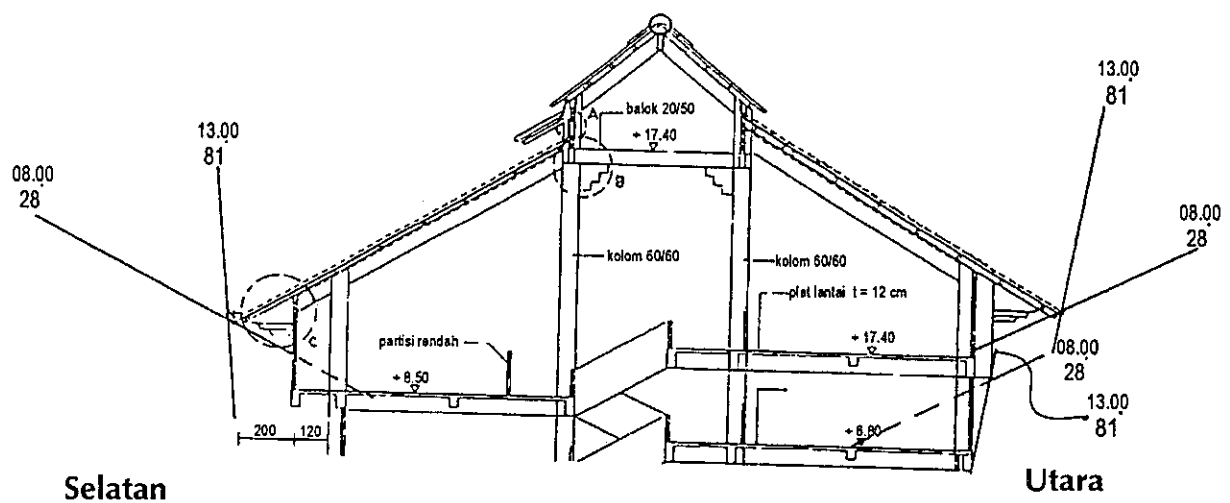 13.00
81°
08.00
28°
13.00
81°
08.00
28°
A
balok 20/50
+ 17.40
B
kolom 60/60
kolom 60/60
plat lantai t = 12 cm
C
partisi rendah
+ 17.40
+ 8.50
08.00
28°
13.00
81°
+ 6.80
200
120
Selatan
Utara